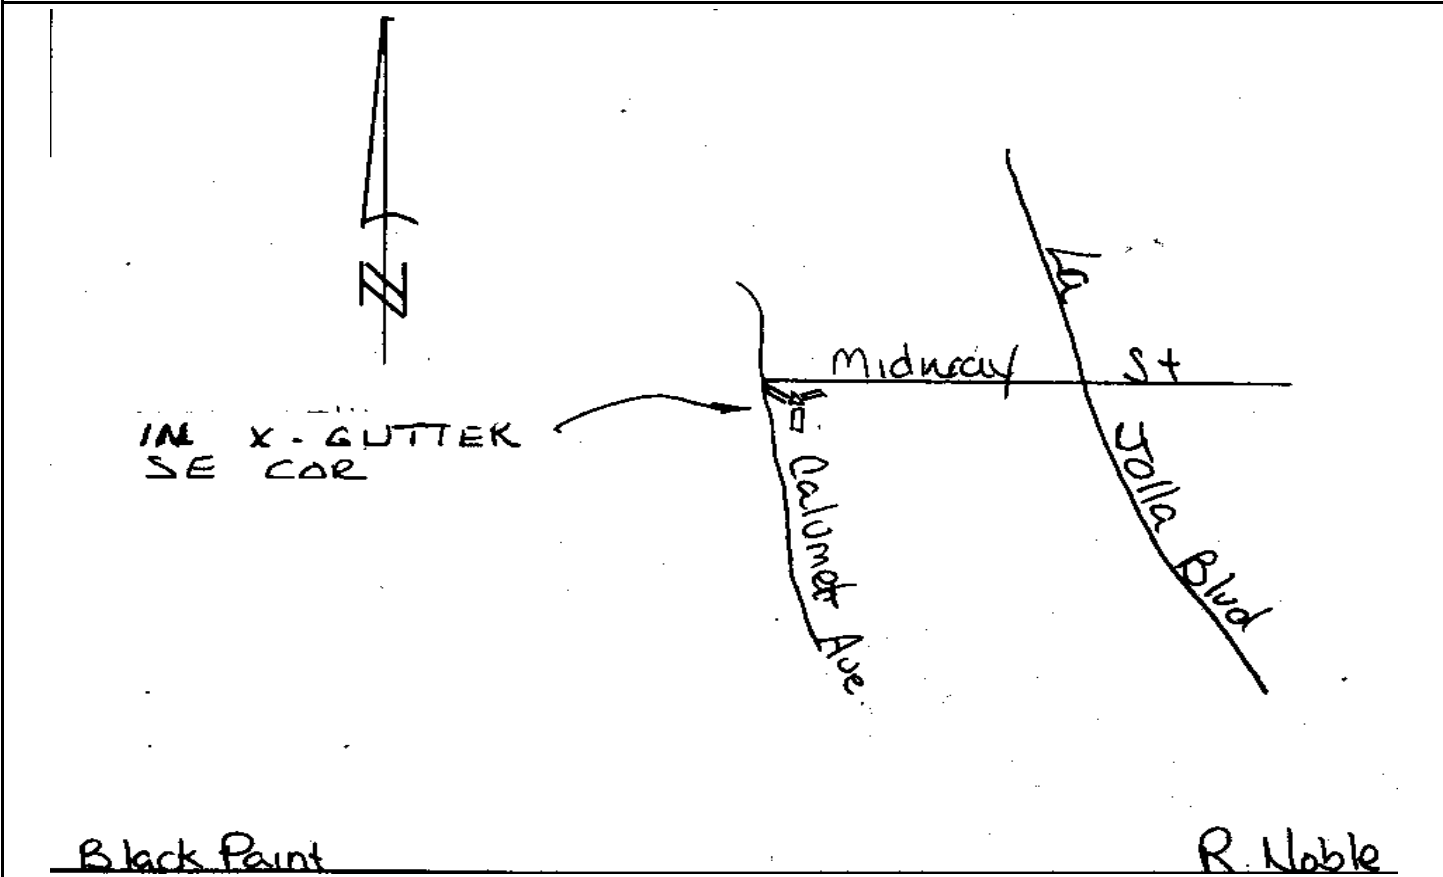 N
La
Midway St
IN X-GUTTER
SE COR
Jolla
Calumet
Blvd
Ave
Black Paint
R. Noble